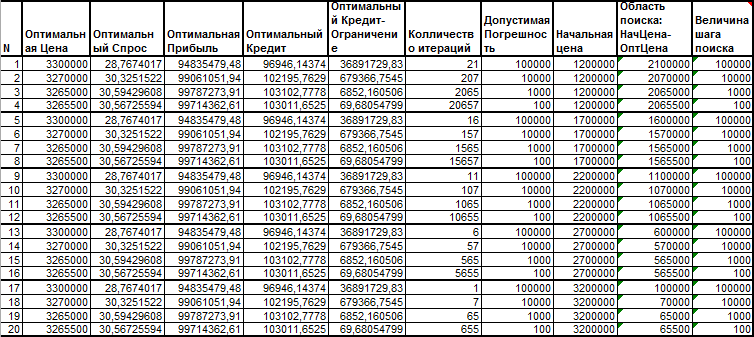 N
Оптимальн
ая Цена
Оптимальн
ый Спрос
Оптимальная
Прибыль
Оптимальный
Кредит
Оптимальны
й Кредит-
Ограничени
е
Колличеств
о итераций
Допустимая
Погрешнос
ть
Начальная
цена
Область
поиска:
НачЦена-
ОптЦена
Величина
шага
поиска
1 3300000 28,7674017 94835479,48 96946,14374 36891729,83 21 100000 1200000 2100000 100000
2 3270000 30,3251522 99061051,94 102195,7629 679366,7545 207 10000 1200000 2070000 10000
3 3265000 30,59429608 99787273,91 103102,7778 6852,160506 2065 1000 1200000 2065000 1000
4 3265500 30,56725594 99714362,61 103011,6525 69,68054799 20657 100 1200000 2065500 100
5 3300000 28,7674017 94835479,48 96946,14374 36891729,83 16 100000 1700000 1600000 100000
6 3270000 30,3251522 99061051,94 102195,7629 679366,7545 157 10000 1700000 1570000 10000
7 3265000 30,59429608 99787273,91 103102,7778 6852,160506 1565 1000 1700000 1565000 1000
8 3265500 30,56725594 99714362,61 103011,6525 69,68054799 15657 100 1700000 1565500 100
9 3300000 28,7674017 94835479,48 96946,14374 36891729,83 11 100000 2200000 1100000 100000
10 3270000 30,3251522 99061051,94 102195,7629 679366,7545 107 10000 2200000 1070000 10000
11 3265000 30,59429608 99787273,91 103102,7778 6852,160506 1065 1000 2200000 1065000 1000
12 3265500 30,56725594 99714362,61 103011,6525 69,68054799 10655 100 2200000 1065500 100
13 3300000 28,7674017 94835479,48 96946,14374 36891729,83 6 100000 2700000 600000 100000
14 3270000 30,3251522 99061051,94 102195,7629 679366,7545 57 10000 2700000 570000 10000
15 3265000 30,59429608 99787273,91 103102,7778 6852,160506 565 1000 2700000 565000 1000
16 3265500 30,56725594 99714362,61 103011,6525 69,68054799 5655 100 2700000 565500 100
17 3300000 28,7674017 94835479,48 96946,14374 36891729,83 1 100000 3200000 100000 100000
18 3270000 30,3251522 99061051,94 102195,7629 679366,7545 7 10000 3200000 70000 10000
19 3265000 30,59429608 99787273,91 103102,7778 6852,160506 65 1000 3200000 65000 1000
20 3265500 30,56725594 99714362,61 103011,6525 69,68054799 655 100 3200000 65500 100